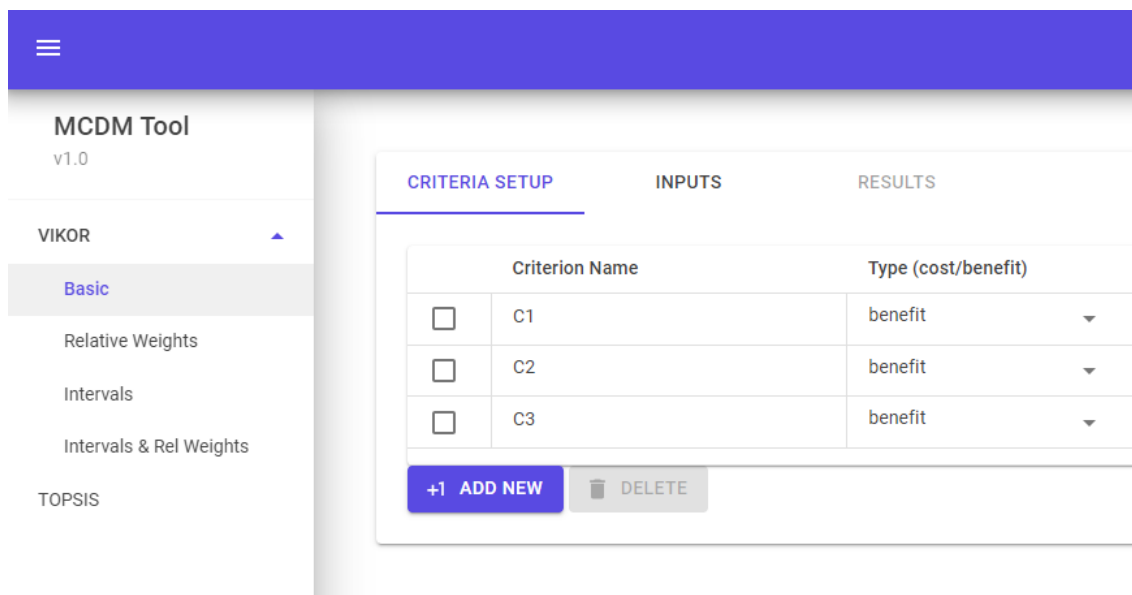 MCDM Tool
v1.0
VIKOR
Basic
Relative Weights
Intervals
Intervals & Rel Weights
TOPSIS
CRITERIA SETUP INPUTS RESULTS
Criterion Name Type (cost/benefit)
C1 benefit
C2 benefit
C3 benefit
+1 ADD NEW DELETE